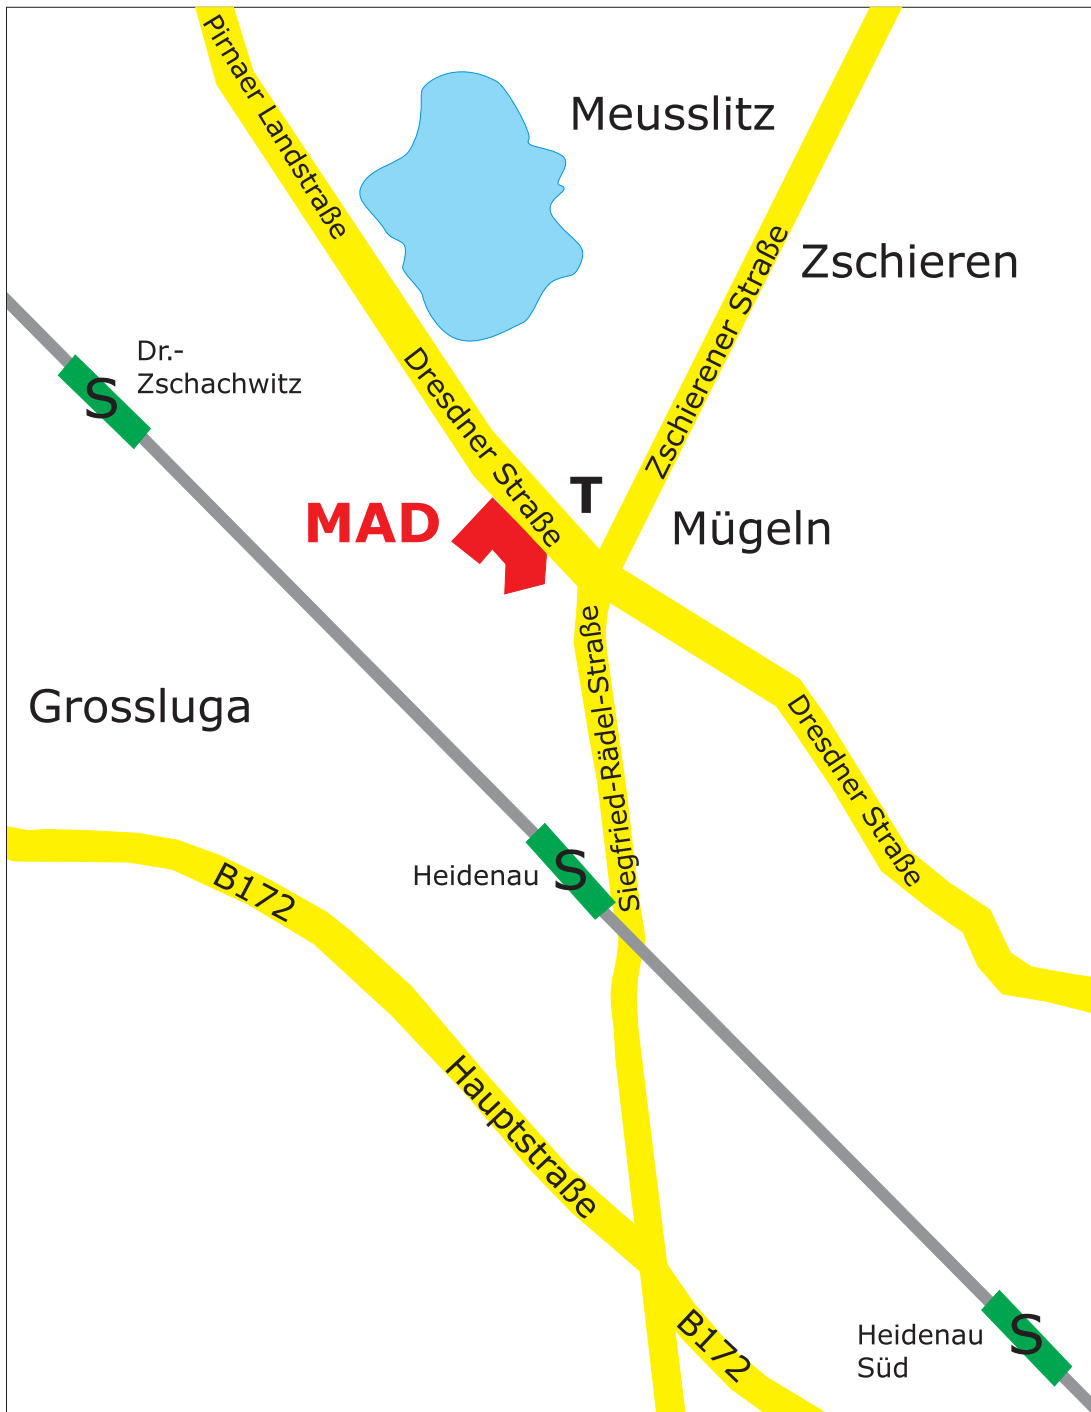 Pirnaer Landstraße
Meusslitz
Zschieren
Zschierener Straße
Dr.-
Zschachwitz
S
Dresdner Straße
T
MAD
Mügeln
Siegfried-Rädel-Straße
Grossluga
Dresdner Straße
Heidenau
S
B172
Hauptstraße
B172
Heidenau
Süd
S